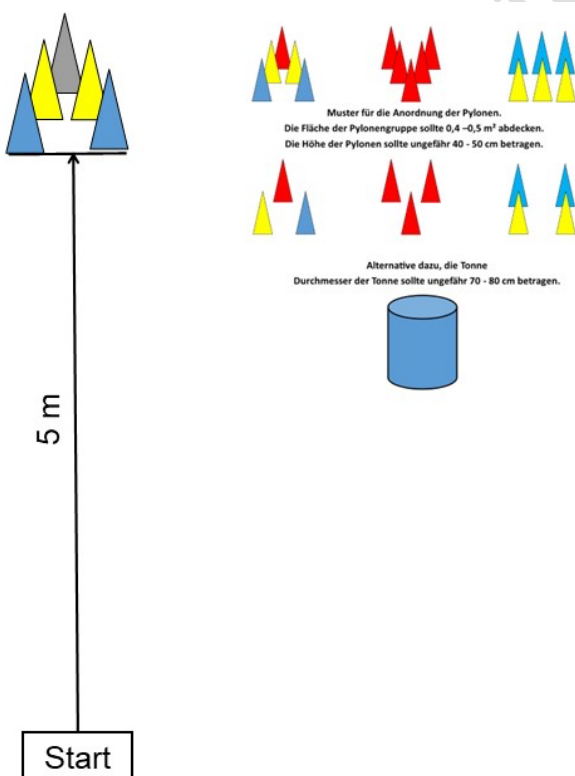 Muster für die Anordnung der Pylonen.
Die Fläche der Pylonengruppe sollte 0,4 –0,5 m² abdecken.
Die Höhe der Pylonen sollte ungefähr 40 - 50 cm betragen.
Alternative dazu, die Tonne
Durchmesser der Tonne sollte ungefähr 70 - 80 cm betragen.
5 m
Start